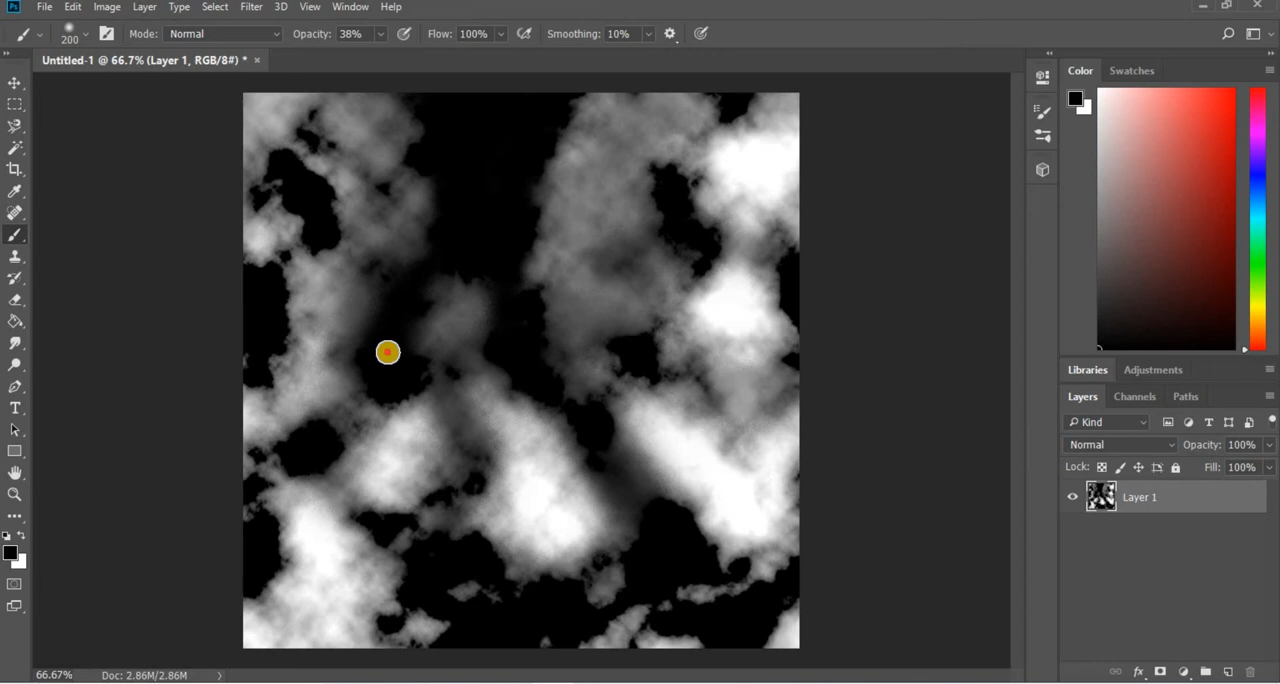 Ps File Edit Image Layer Type Select Filter 3D View Window Help
200 Mode: Normal Opacity: 38% Flow: 100% Smoothing: 10%
Untitled-1 @ 66.7% (Layer 1, RGB/8#) * ×
Color Swatches
Libraries Adjustments
Layers Channels Paths
Kind
Normal Opacity: 100%
Lock: Fill: 100%
Layer 1
66.67% Doc: 2.86M/2.86M